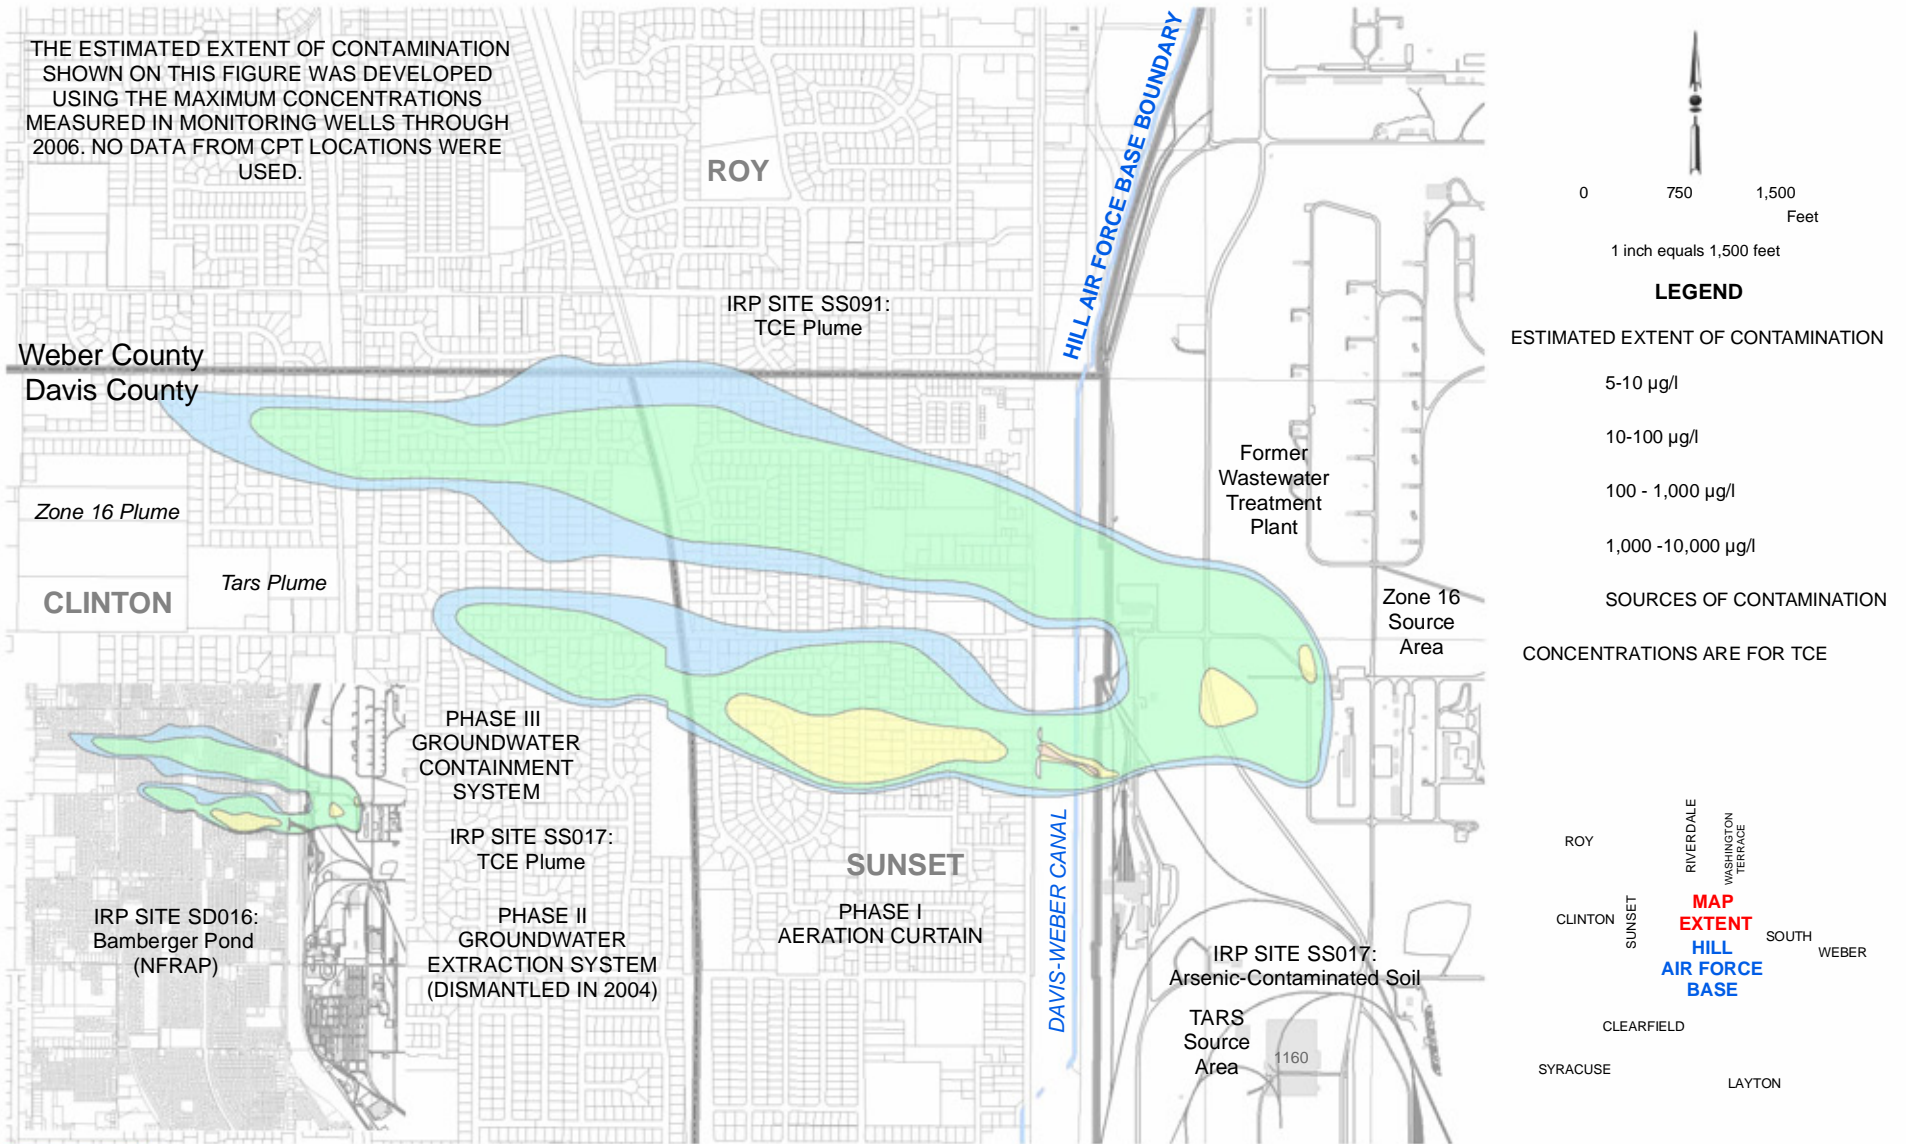 THE ESTIMATED EXTENT OF CONTAMINATION
SHOWN ON THIS FIGURE WAS DEVELOPED
USING THE MAXIMUM CONCENTRATIONS
MEASURED IN MONITORING WELLS THROUGH
2006. NO DATA FROM CPT LOCATIONS WERE
USED.
ROY
HILL AIR FORCE BASE BOUNDARY
IRP SITE SS091:
TCE Plume
Weber County
Davis County
Zone 16 Plume
Tars Plume
CLINTON
Former
Wastewater
Treatment
Plant
Zone 16
Source
Area
PHASE III
GROUNDWATER
CONTAINMENT
SYSTEM
IRP SITE SS017:
TCE Plume
SUNSET
IRP SITE SD016:
Bamberger Pond
(NFRAP)
PHASE II
GROUNDWATER
EXTRACTION SYSTEM
(DISMANTLED IN 2004)
PHASE I
AERATION CURTAIN
DAVIS-WEBER CANAL
IRP SITE SS017:
Arsenic-Contaminated Soil
TARS
Source
Area
1160
0 750 1,500
Feet
1 inch equals 1,500 feet
LEGEND
ESTIMATED EXTENT OF CONTAMINATION
5-10 µg/l
10-100 µg/l
100 - 1,000 µg/l
1,000 -10,000 µg/l
SOURCES OF CONTAMINATION
CONCENTRATIONS ARE FOR TCE
ROY
RIVERDALE
WASHINGTON
TERRACE
CLINTON
SUNSET
MAP
EXTENT
HILL
AIR FORCE
BASE
SOUTH
WEBER
CLEARFIELD
SYRACUSE
LAYTON